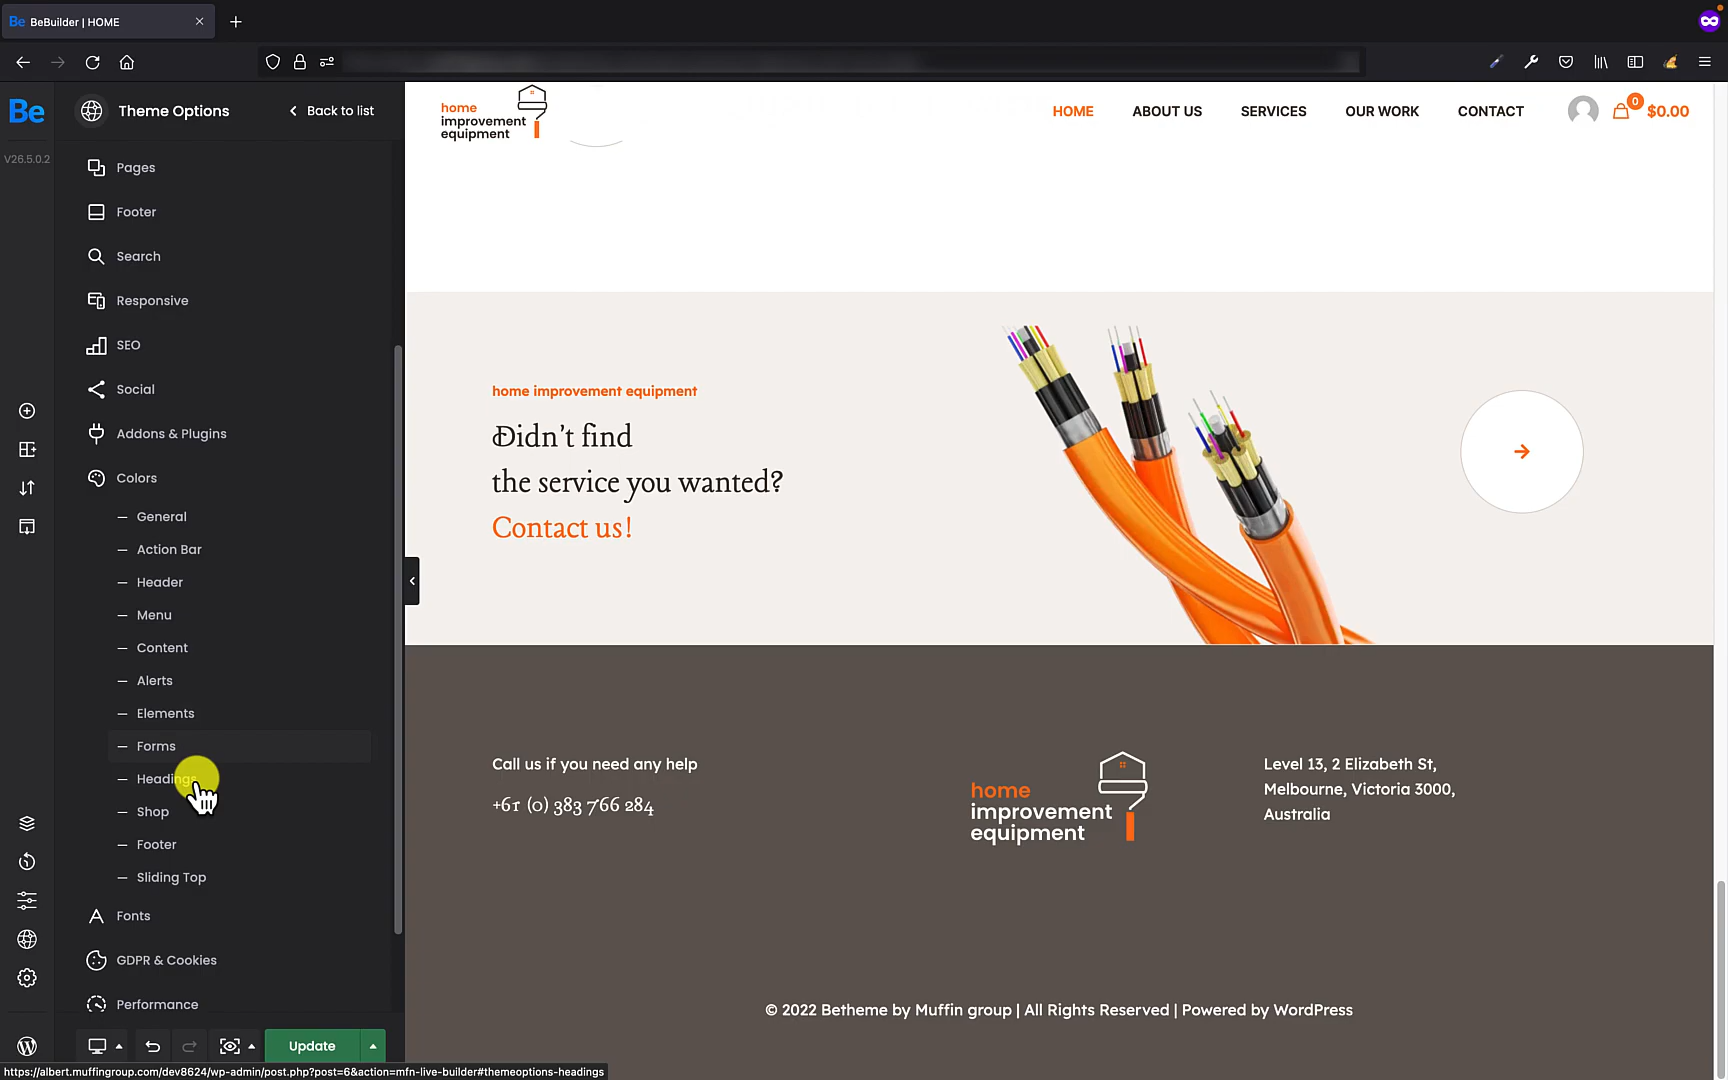 Be BeBuilder | HOME
Be
V26.5.0.2
Theme Options
Back to list
Pages
Footer
Search
Responsive
SEO
Social
Addons & Plugins
Colors
General
Action Bar
Header
Menu
Content
Alerts
Elements
Forms
Headings
Shop
Footer
Sliding Top
Fonts
GDPR & Cookies
Performance
Update
https://albert.muffingroup.com/dev8624/wp-admin/post.php?post=6&action=mfn-live-builder#themeoptions-headings
home
improvement
equipment
HOME ABOUT US SERVICES OUR WORK CONTACT 0 $0.00
home improvement equipment
Didn't find
the service you wanted?
Contact us!
Call us if you need any help
+61 (0) 383 766 284
home
improvement
equipment
Level 13, 2 Elizabeth St,
Melbourne, Victoria 3000,
Australia
© 2022 Betheme by Muffin group | All Rights Reserved | Powered by WordPress